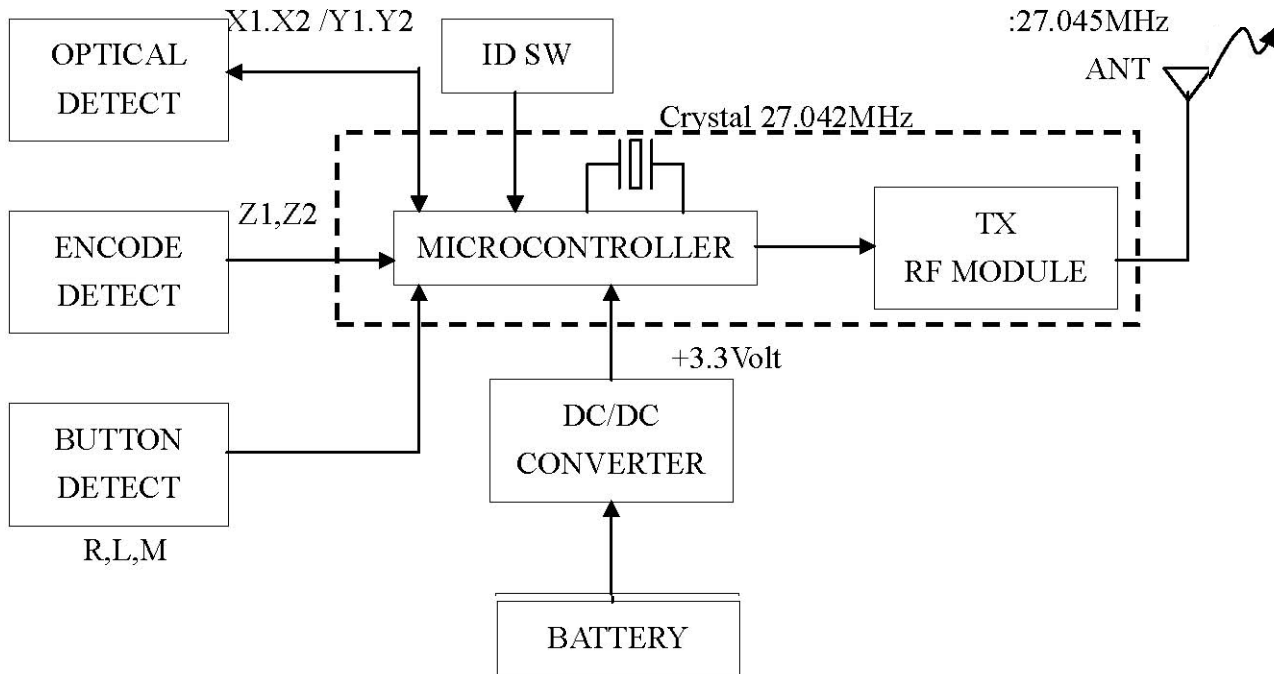 X1.X2 /Y1.Y2
OPTICAL
DETECT
ID SW
:27.045MHz
ANT
Crystal 27.042MHz
Z1,Z2
ENCODE
DETECT
MICROCONTROLLER
TX
RF MODULE
+3.3Volt
BUTTON
DETECT
R,L,M
DC/DC
CONVERTER
BATTERY